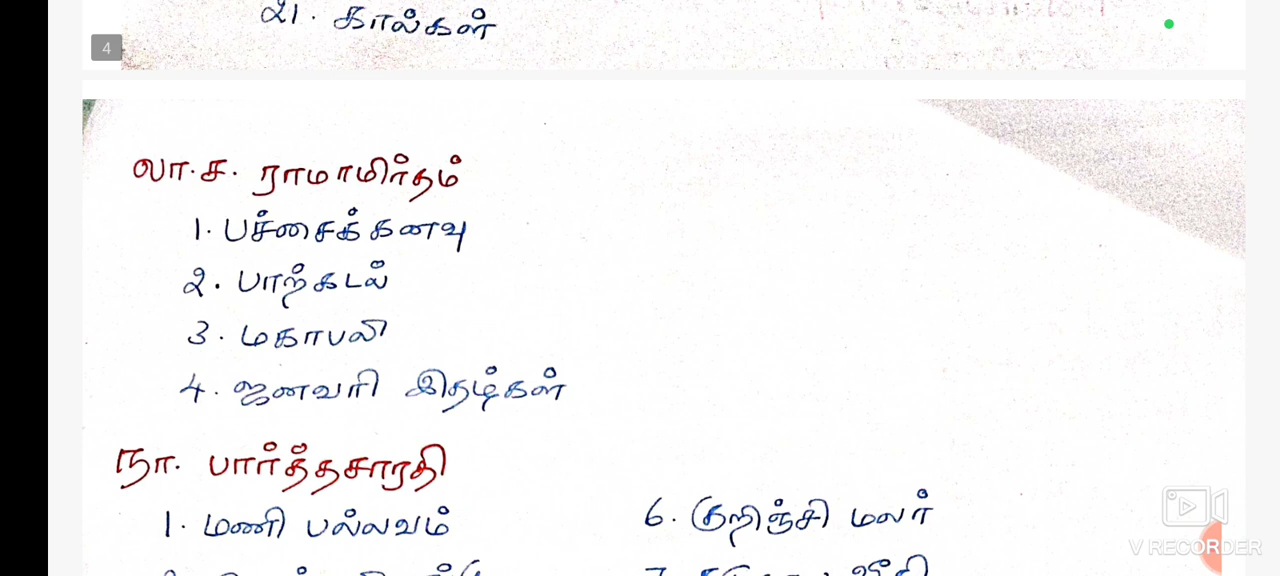 21. கால்கள்
4
லா.ச. ராமாமிர்தம்
1. பச்சைக்கனவு
2. பாற்கடல்
3. மகாபலி
4. ஜனவரி இதழ்கள்
நா. பார்த்தசாரதி
1. மணி பல்லவம்
6. குறிஞ்சி மலர்
7.
V RECORDER